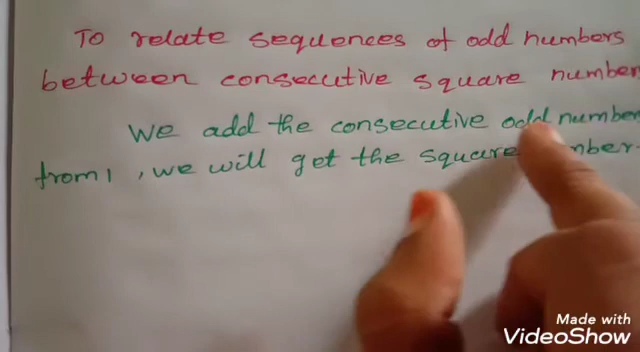 To relate sequences of odd numbers
between consecutive square number
We add the consecutive odd number
from 1, we will get the square mber.
Made with
VideoShow